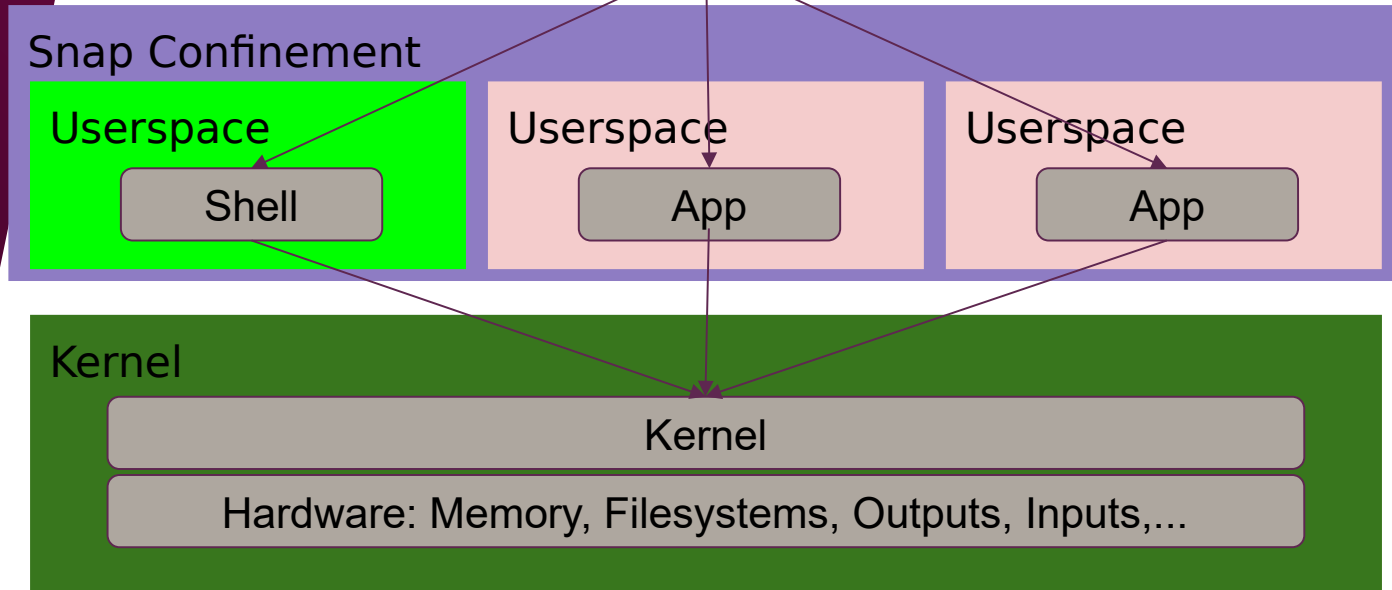 Snap Confinement
Userspace
Userspace
Userspace
Shell
App
App
Kernel
Kernel
Hardware: Memory, Filesystems, Outputs, Inputs,...